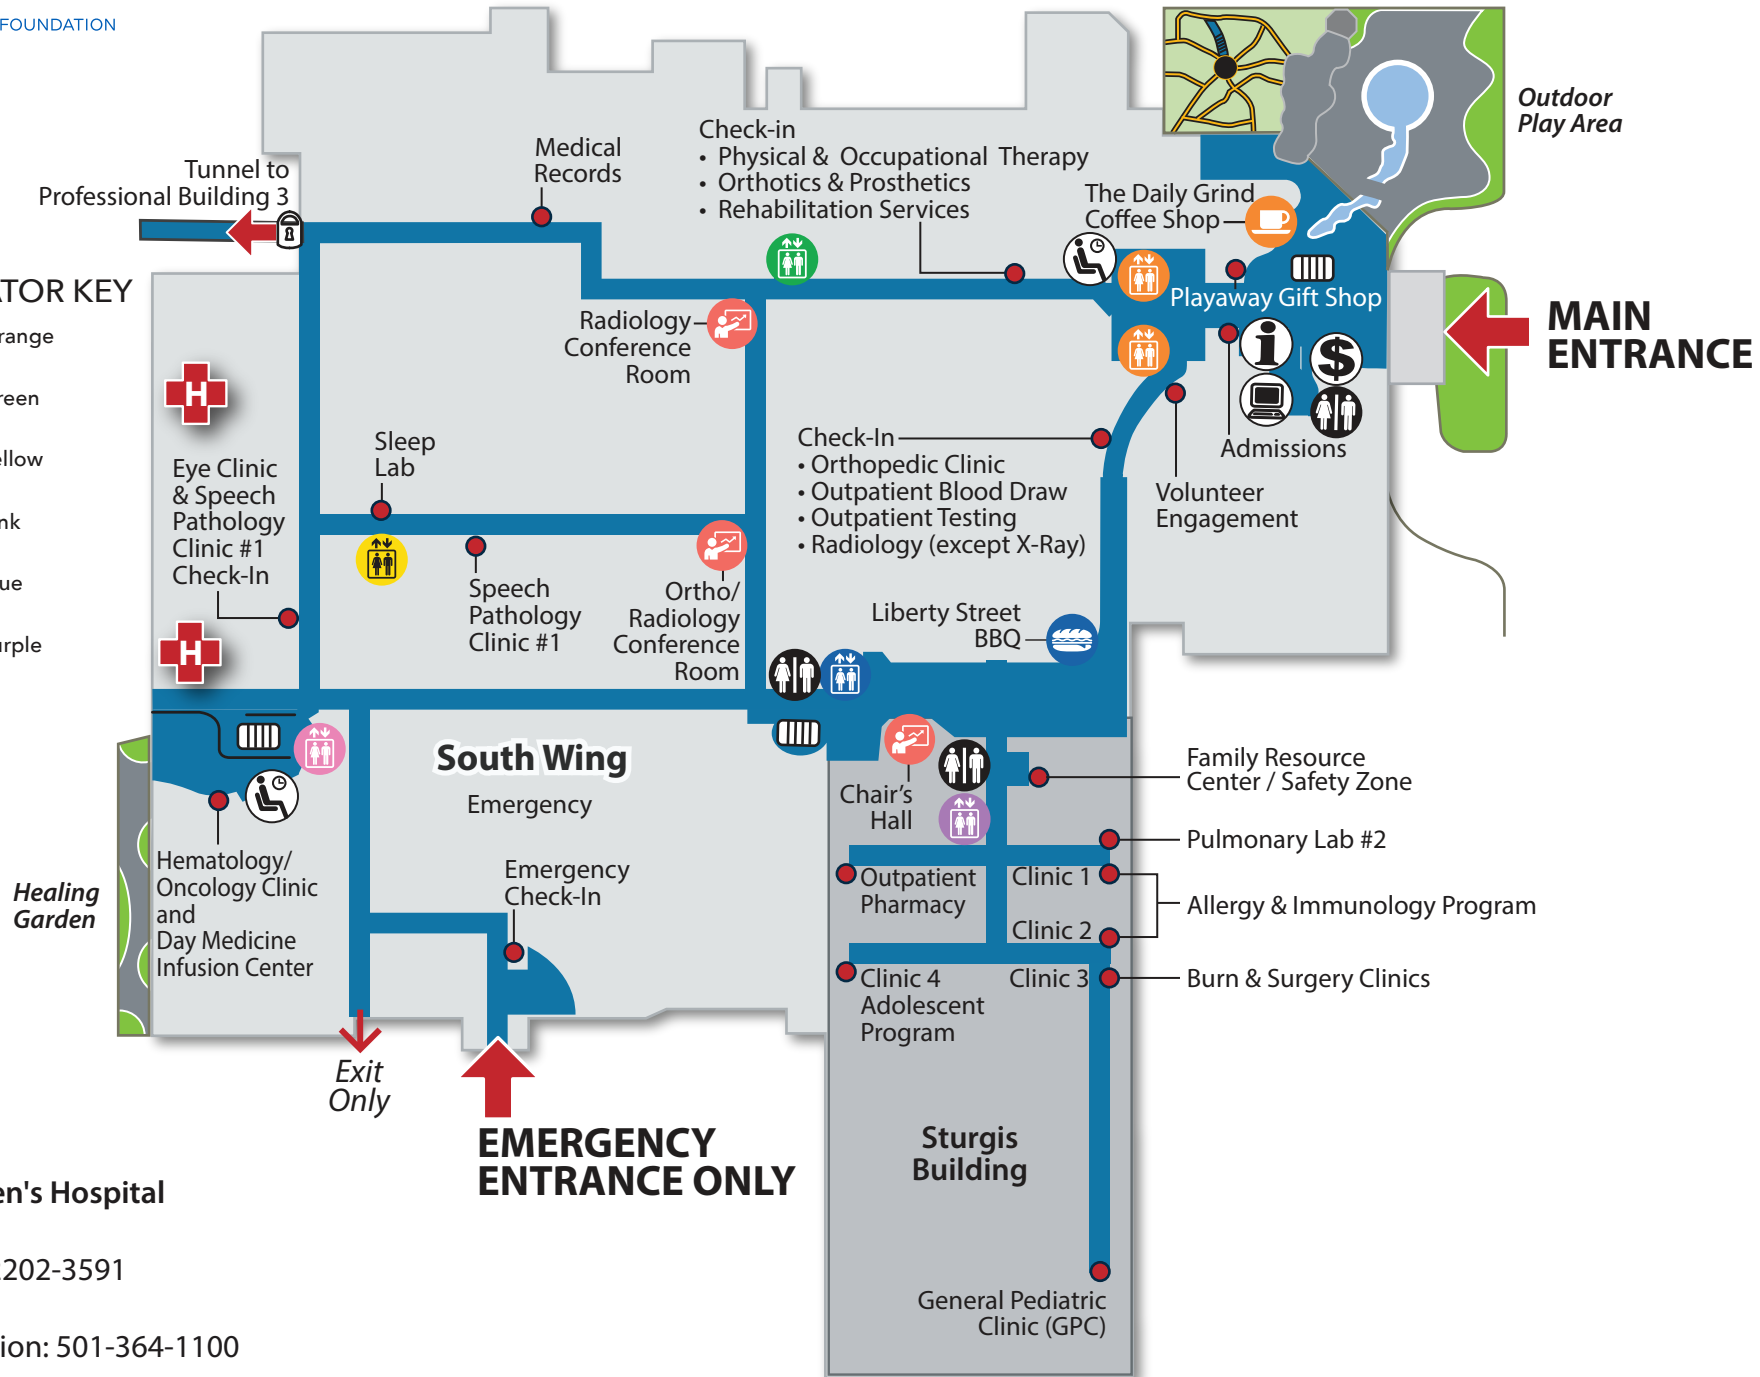 FOUNDATION
Outdoor
Play Area
Check-in
• Physical & Occupational Therapy
• Orthotics & Prosthetics
• Rehabilitation Services
Medical
Records
Tunnel to
Professional Building 3
The Daily Grind
Coffee Shop
Playaway Gift Shop
MAIN
ENTRANCE
TOR KEY
range
reen
ellow
nk
ue
urple
Radiology
Conference
Room
H
i
$
Admissions
Volunteer
Engagement
Check-In
• Orthopedic Clinic
• Outpatient Blood Draw
• Outpatient Testing
• Radiology (except X-Ray)
Sleep
Lab
Eye Clinic
& Speech
Pathology
Clinic #1
Check-In
Speech
Pathology
Clinic #1
Ortho/
Radiology
Conference
Room
Liberty Street
BBQ
H
South Wing
Emergency
Chair's
Hall
Family Resource
Center / Safety Zone
Pulmonary Lab #2
Outpatient
Pharmacy
Clinic 1
Allergy & Immunology Program
Clinic 2
Clinic 3
Burn & Surgery Clinics
Clinic 4
Adolescent
Program
Healing
Garden
Hematology/
Oncology Clinic
and
Day Medicine
Infusion Center
Emergency
Check-In
Exit
Only
EMERGENCY
ENTRANCE ONLY
Sturgis
Building
General Pediatric
Clinic (GPC)
en's Hospital
202-3591
ion: 501-364-1100